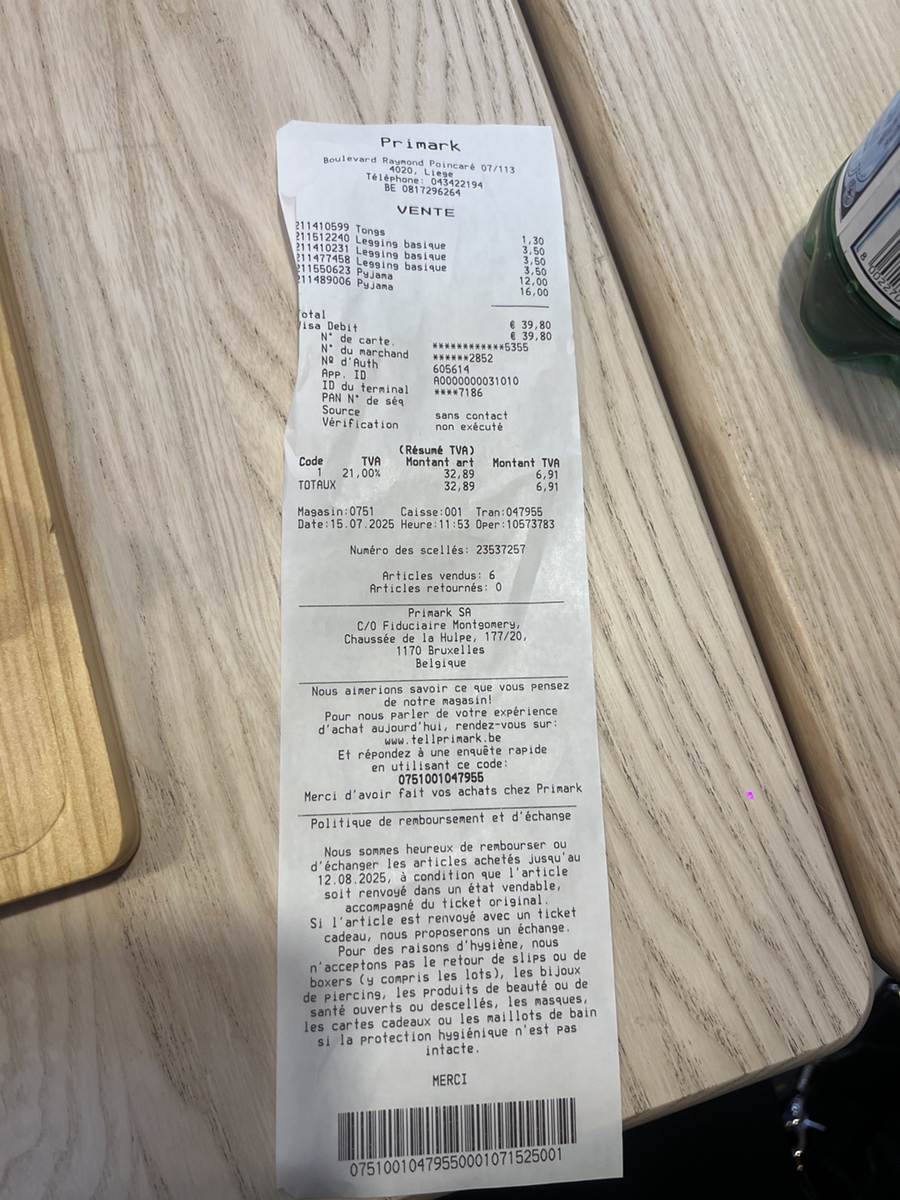 Primark
Boulevard Raymond Poincaré 07/113
4020, Liege
Téléphone: 043422194
BE 0817296264
VENTE
211410599 Tongs 1,30
211512240 Legging basique 3,50
211410231 Legging basique 3,50
211477458 Legging basique 3,50
211550623 Pyjama 12,00
211489006 Pyjama 16,00
otal € 39,80
isa Debit € 39,80
N° de carte. ************5355
N° du marchand ******2852
Nº d'Auth 605614
App. ID A0000000031010
ID du terminal ****7186
PAN N° de séq
Source sans contact
Vérification non exécuté
(Résumé TVA)
Code TVA Montant art Montant TVA
1 21,00% 32,89 6,91
TOTAUX 32,89 6,91
Magasin:0751 Caisse:001 Tran:047955
Date:15.07.2025 Heure:11:53 Oper:10573783
Numéro des scellés: 23537257
Articles vendus: 6
Articles retournés: 0
Primark SA
C/O Fiduciaire Montgomery,
Chaussée de la Hulpe, 177/20,
1170 Bruxelles
Belgique
Nous aimerions savoir ce que vous pensez
de notre magasin!
Pour nous parler de votre expérience
d'achat aujourd'hui, rendez-vous sur:
www.tellprimark.be
Et répondez à une enquête rapide
en utilisant ce code:
0751001047955
Merci d'avoir fait vos achats chez Primark
Politique de remboursement et d'échange
Nous sommes heureux de rembourser ou
d'échanger les articles achetés jusqu'au
12.08.2025, à condition que l'article
soit renvoyé dans un état vendable,
accompagné du ticket original.
Si l'article est renvoyé avec un ticket
cadeau, nous proposerons un échange.
Pour des raisons d'hygiène, nous
n'acceptons pas le retour de slips ou de
boxers (y compris les lots), les bijoux
de piercing, les produits de beauté ou de
santé ouverts ou descellés, les masques,
les cartes cadeaux ou les maillots de bain
si la protection hygiénique n'est pas
intacte.
MERCI
07510010479550001071525001